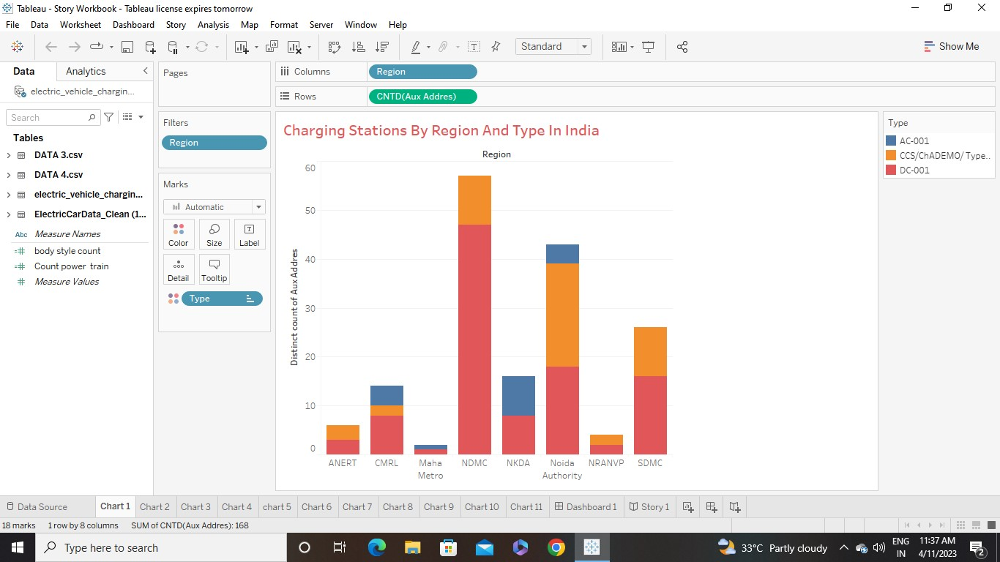 Tableau - Story Workbook - Tableau license expires tomorrow
File Data Worksheet Dashboard Story Analysis Map Format Server Window Help
Standard
Show Me
Data Analytics
electric_vehicle_chargin...
Search
Tables
DATA 3.csv
DATA 4.csv
electric_vehicle_chargin...
ElectricCarData_Clean (1...
Abc Measure Names
body style count
Count power train
Measure Values
Pages
Filters
Region
Marks
Automatic
Color Size Label
Detail Tooltip
Type
Columns Region
Rows CNTD(Aux Addres)
Charging Stations By Region And Type In India
Region
Distinct count of Aux Addres
60
50
40
30
20
10
0
ANERT CMRL Maha Metro NDMC NKDA Noida Authority NRANVP SDMC
Type
AC-001
CCS/ChADEMO/ Type..
DC-001
Data Source Chart 1 Chart 2 Chart 3 Chart 4 chart 5 Chart 6 Chart 7 Chart 8 Chart 9 Chart 10 Chart 11 Dashboard 1 Story 1
18 marks 1 row by 8 columns SUM of CNTD(Aux Addres): 168
Type here to search
33°C Partly cloudy
ENG
IN
11:37 AM
4/11/2023
2